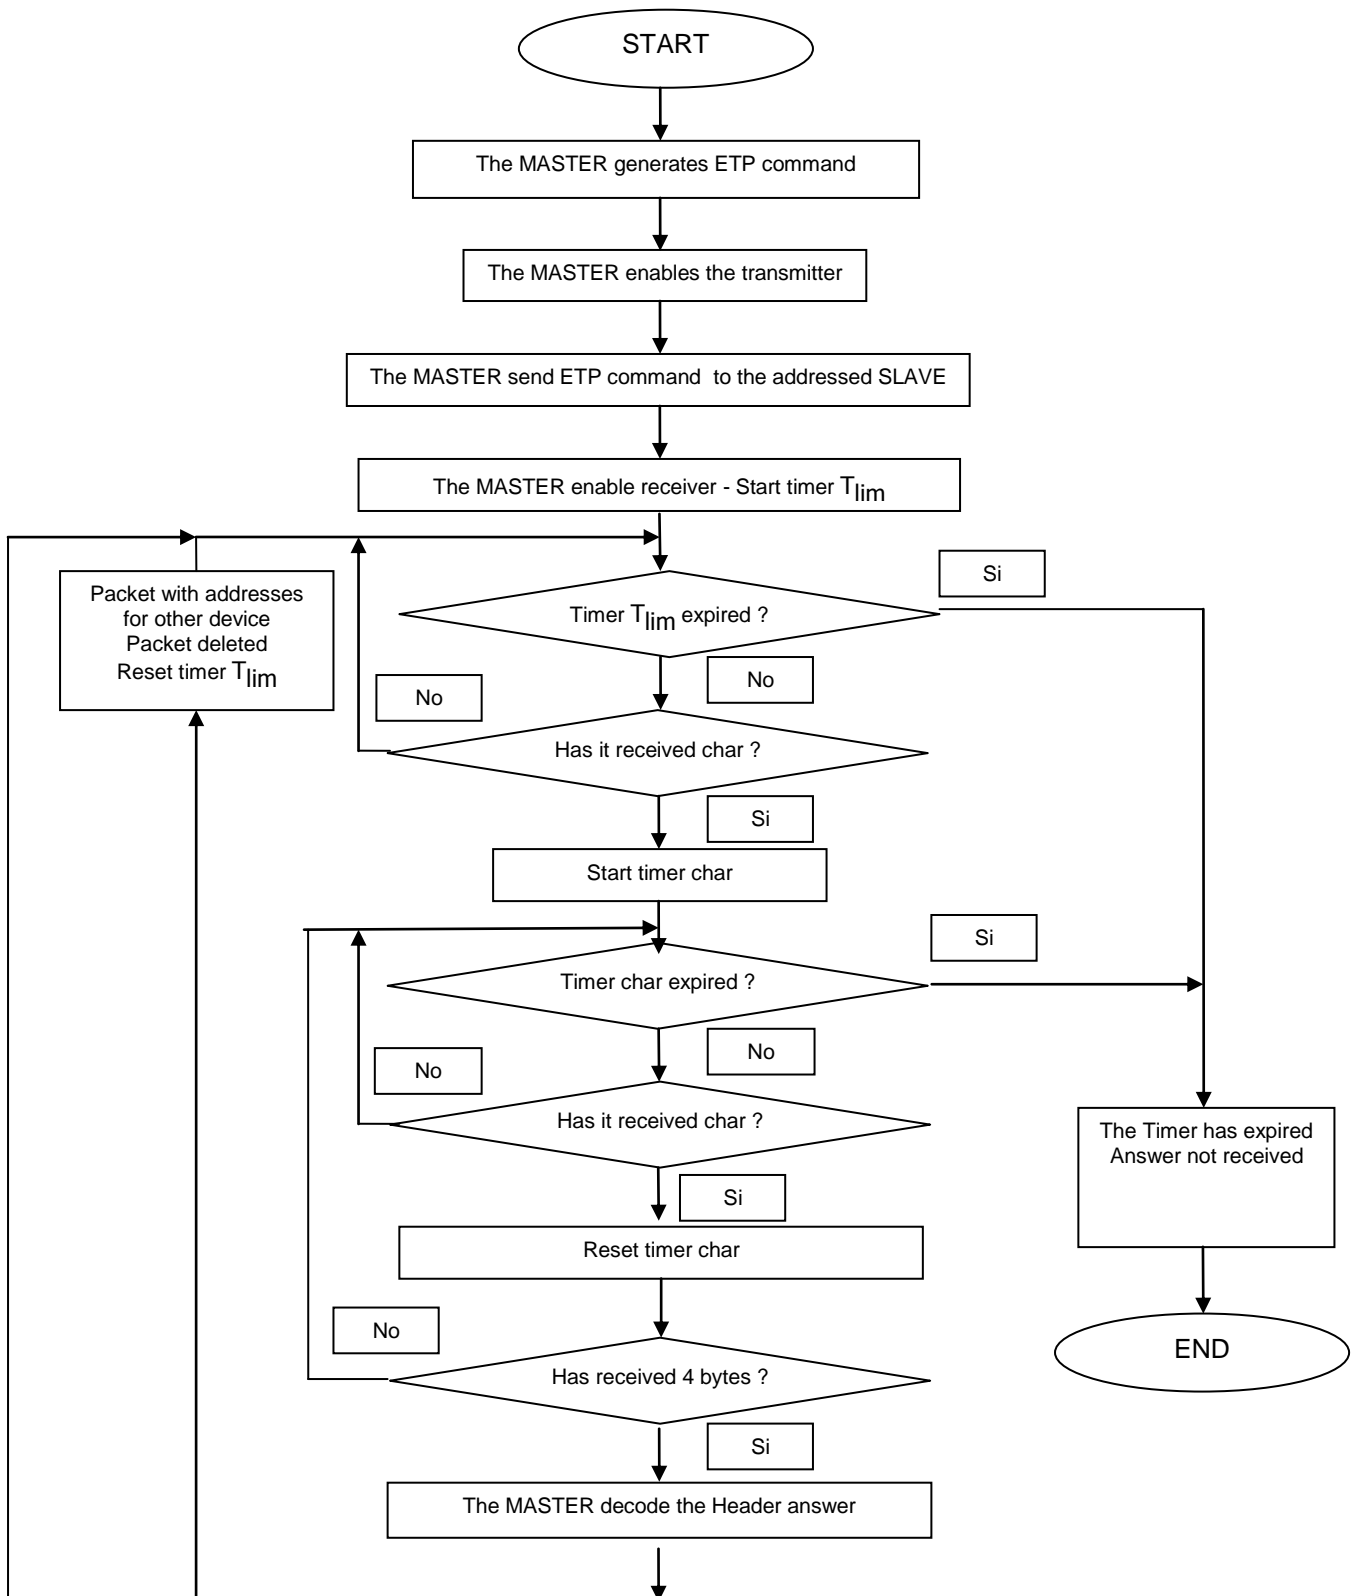 START
The MASTER generates ETP command
The MASTER enables the transmitter
The MASTER send ETP command to the addressed SLAVE
The MASTER enable receiver - Start timer Tlim
Si
Packet with addresses
for other device
Packet deleted
Reset timer Tlim
Timer Tlim expired ?
No
No
Has it received char ?
Si
Start timer char
Si
Timer char expired ?
No
No
Has it received char ?
The Timer has expired
Answer not received
Si
Reset timer char
No
Has received 4 bytes ?
END
Si
The MASTER decode the Header answer